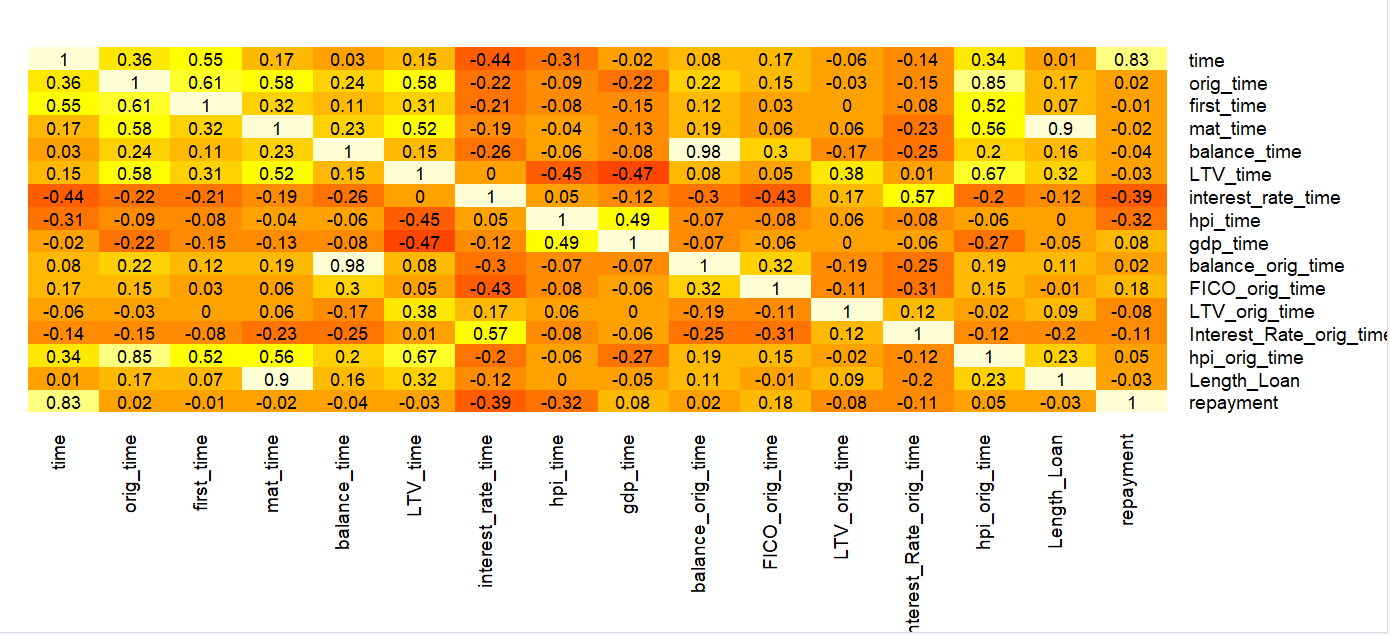 1 0.36 0.55 0.17 0.03 0.15 -0.44 -0.31 -0.02 0.08 0.17 -0.06 -0.14 0.34 0.01 0.83 time
0.36 1 0.61 0.58 0.24 0.58 -0.22 -0.09 -0.22 0.22 0.15 -0.03 -0.15 0.85 0.17 0.02 orig_time
0.55 0.61 1 0.32 0.11 0.31 -0.21 -0.08 -0.15 0.12 0.03 0 -0.08 0.52 0.07 -0.01 first_time
0.17 0.58 0.32 1 0.23 0.52 -0.19 -0.04 -0.13 0.19 0.06 0.06 -0.23 0.56 0.9 -0.02 mat_time
0.03 0.24 0.11 0.23 1 0.15 -0.26 -0.06 -0.08 0.98 0.3 -0.17 -0.25 0.2 0.16 -0.04 balance_time
0.15 0.58 0.31 0.52 0.15 1 0 -0.45 -0.47 0.08 0.05 0.38 0.01 0.67 0.32 -0.03 LTV_time
-0.44 -0.22 -0.21 -0.19 -0.26 0 1 0.05 -0.12 -0.3 -0.43 0.17 0.57 -0.2 -0.12 -0.39 interest_rate_time
-0.31 -0.09 -0.08 -0.04 -0.06 -0.45 0.05 1 0.49 -0.07 -0.08 0.06 -0.08 -0.06 0 -0.32 hpi_time
-0.02 -0.22 -0.15 -0.13 -0.08 -0.47 -0.12 0.49 1 -0.07 -0.06 0 -0.06 -0.27 -0.05 0.08 gdp_time
0.08 0.22 0.12 0.19 0.98 0.08 -0.3 -0.07 -0.07 1 0.32 -0.19 -0.25 0.19 0.11 0.02 balance_orig_time
0.17 0.15 0.03 0.06 0.3 0.05 -0.43 -0.08 -0.06 0.32 1 -0.11 -0.31 0.15 -0.01 0.18 FICO_orig_time
-0.06 -0.03 0 0.06 -0.17 0.38 0.17 0.06 0 -0.19 -0.11 1 0.12 -0.02 0.09 -0.08 LTV_orig_time
-0.14 -0.15 -0.08 -0.23 -0.25 0.01 0.57 -0.08 -0.06 -0.25 -0.31 0.12 1 -0.12 -0.2 -0.11 Interest_Rate_orig_time
0.34 0.85 0.52 0.56 0.2 0.67 -0.2 -0.06 -0.27 0.19 0.15 -0.02 -0.12 1 0.23 0.05 hpi_orig_time
0.01 0.17 0.07 0.9 0.16 0.32 -0.12 0 -0.05 0.11 -0.01 0.09 -0.2 0.23 1 -0.03 Length_Loan
0.83 0.02 -0.01 -0.02 -0.04 -0.03 -0.39 -0.32 0.08 0.02 0.18 -0.08 -0.11 0.05 -0.03 1 repayment
time
orig_time
first_time
mat_time
balance_time
LTV_time
interest_rate_time
hpi_time
gdp_time
balance_orig_time
FICO_orig_time
LTV_orig_time
nterest_Rate_orig_time
hpi_orig_time
Length_Loan
repayment